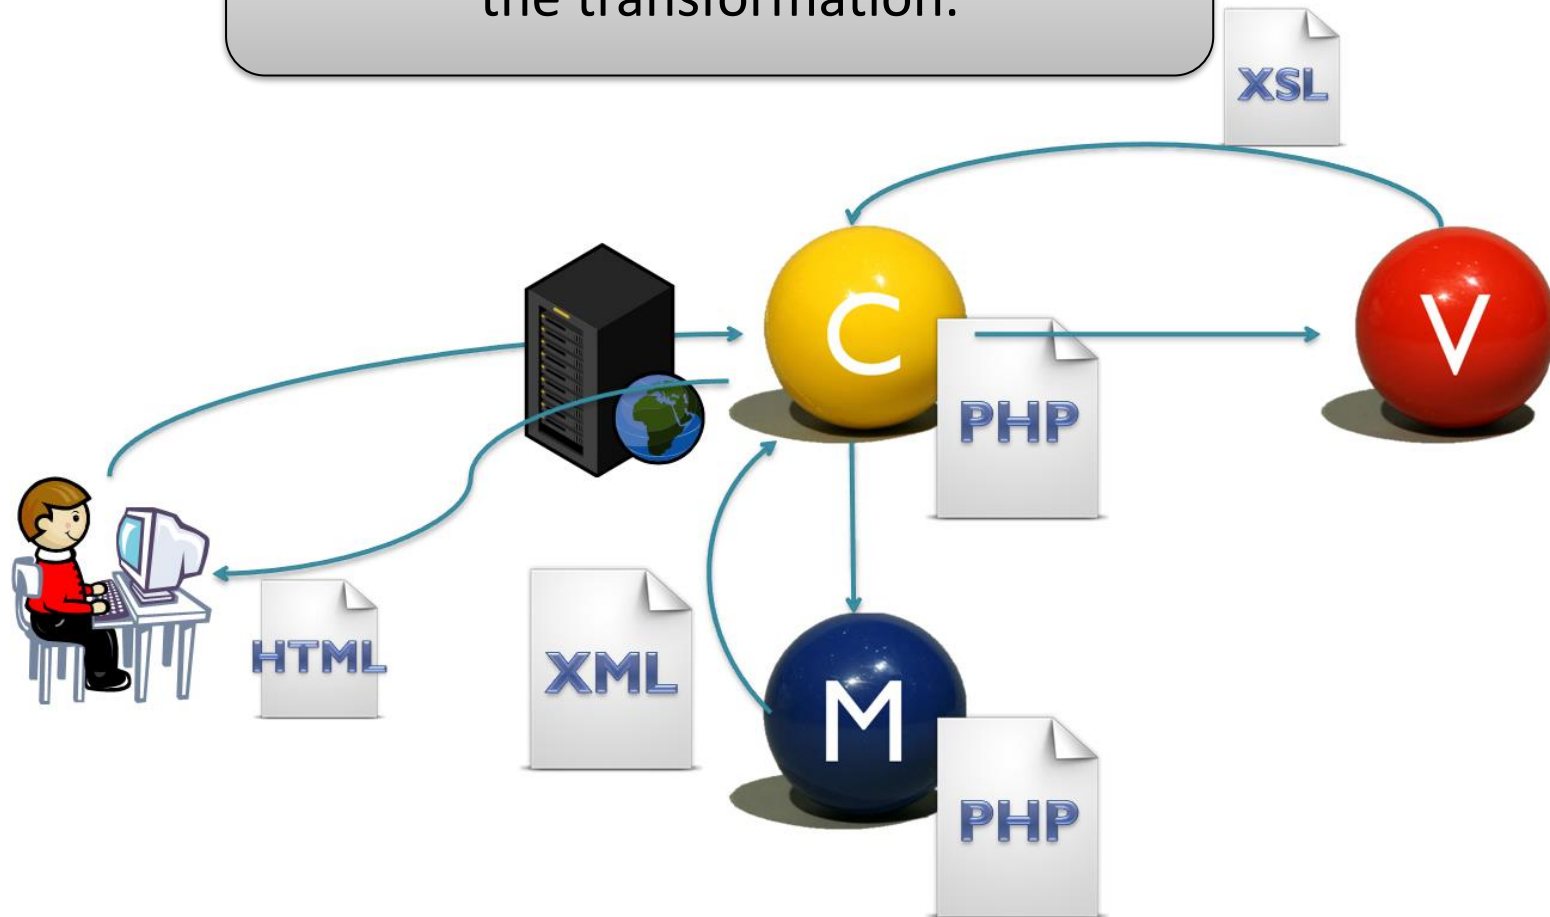 the transformation.
XSL
C
V
PHP
HTML
XML
M
PHP